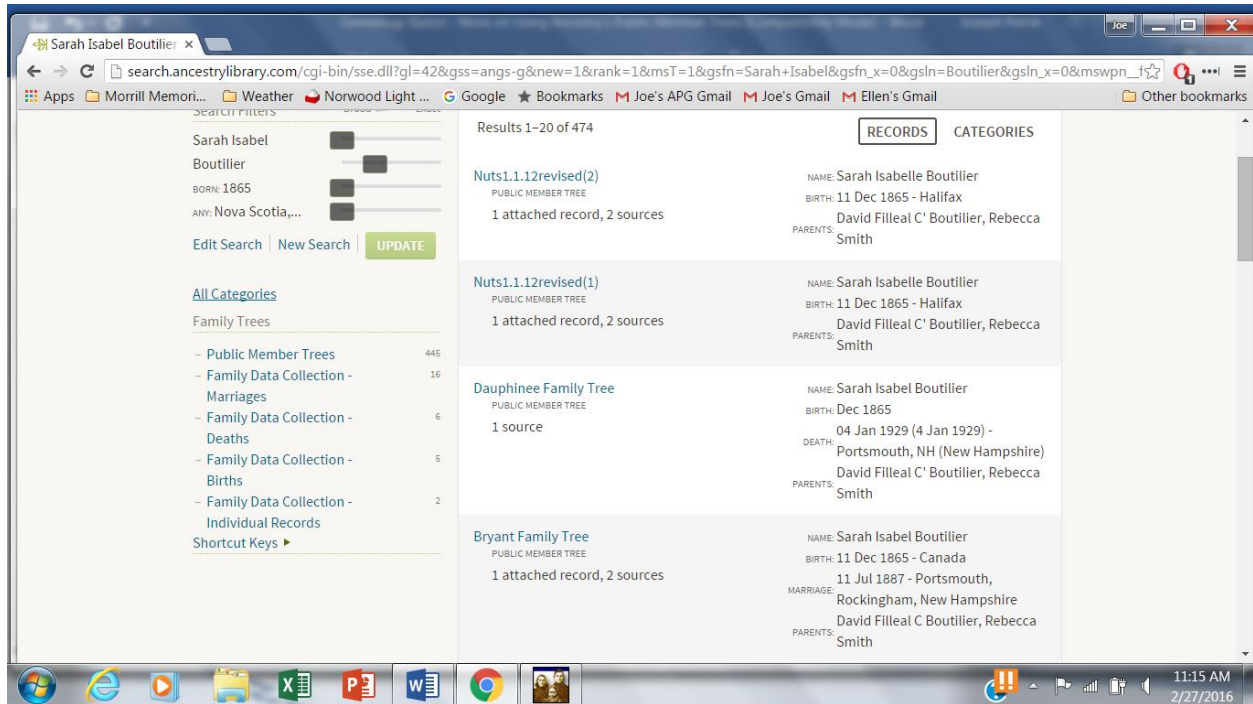 Joe
Sarah Isabel Boutilier
search.ancestrylibrary.com/cgi-bin/sse.dll?gl=42&gss=angs-g&new=1&rank=1&msT=1&gsfn=Sarah+Isabel&gsfn_x=0&gsln=Boutilier&gsln_x=0&mswpn__f
Apps Morrill Memori... Weather Norwood Light ... Google Bookmarks Joe's APG Gmail Joe's Gmail Ellen's Gmail Other bookmarks
Search Filters
Sarah Isabel
Boutilier
BORN: 1865
ANY: Nova Scotia,...
Edit Search New Search UPDATE
All Categories
Family Trees
– Public Member Trees 445
– Family Data Collection - 16
Marriages
– Family Data Collection - 6
Deaths
– Family Data Collection - 5
Births
– Family Data Collection - 2
Individual Records
Shortcut Keys
Results 1–20 of 474 RECORDS CATEGORIES
Nuts1.1.12revised(2)
PUBLIC MEMBER TREE
1 attached record, 2 sources
NAME: Sarah Isabelle Boutilier
BIRTH: 11 Dec 1865 - Halifax
PARENTS: David Filleal C' Boutilier, Rebecca
Smith
Nuts1.1.12revised(1)
PUBLIC MEMBER TREE
1 attached record, 2 sources
NAME: Sarah Isabelle Boutilier
BIRTH: 11 Dec 1865 - Halifax
PARENTS: David Filleal C' Boutilier, Rebecca
Smith
Dauphinee Family Tree
PUBLIC MEMBER TREE
1 source
NAME: Sarah Isabel Boutilier
BIRTH: Dec 1865
DEATH: 04 Jan 1929 (4 Jan 1929) -
Portsmouth, NH (New Hampshire)
PARENTS: David Filleal C' Boutilier, Rebecca
Smith
Bryant Family Tree
PUBLIC MEMBER TREE
1 attached record, 2 sources
NAME: Sarah Isabel Boutilier
BIRTH: 11 Dec 1865 - Canada
MARRIAGE: 11 Jul 1887 - Portsmouth,
Rockingham, New Hampshire
PARENTS: David Filleal C Boutilier, Rebecca
Smith
11:15 AM
2/27/2016